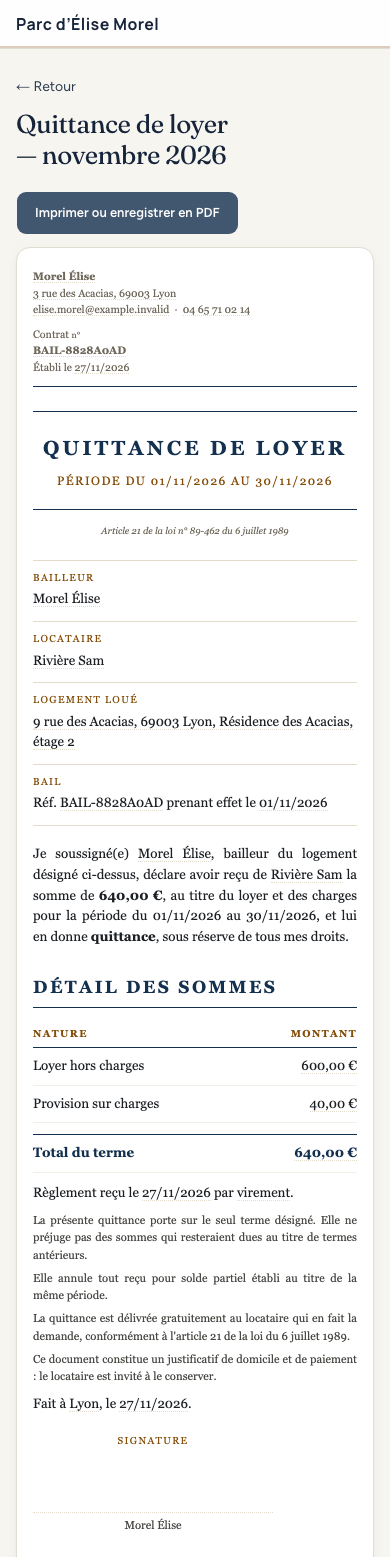 Parc d’Élise Morel
← Retour
Quittance de loyer
— novembre 2026
Imprimer ou enregistrer en PDF
Morel Élise
3 rue des Acacias, 69003 Lyon
elise.morel@example.invalid · 04 65 71 02 14
Contrat n°
BAIL-8828A0AD
Établi le 27/11/2026
QUITTANCE DE LOYER
PÉRIODE DU 01/11/2026 AU 30/11/2026
Article 21 de la loi n° 89-462 du 6 juillet 1989
BAILLEUR
Morel Élise
LOCATAIRE
Rivière Sam
LOGEMENT LOUÉ
9 rue des Acacias, 69003 Lyon, Résidence des Acacias,
étage 2
BAIL
Réf. BAIL-8828A0AD prenant effet le 01/11/2026
Je soussigné(e) Morel Élise, bailleur du logement
désigné ci-dessus, déclare avoir reçu de Rivière Sam la
somme de 640,00 €, au titre du loyer et des charges
pour la période du 01/11/2026 au 30/11/2026, et lui
en donne quittance, sous réserve de tous mes droits.
DÉTAIL DES SOMMES
NATURE MONTANT
Loyer hors charges 600,00 €
Provision sur charges 40,00 €
Total du terme 640,00 €
Règlement reçu le 27/11/2026 par virement.
La présente quittance porte sur le seul terme désigné. Elle ne
préjuge pas des sommes qui resteraient dues au titre de termes
antérieurs.
Elle annule tout reçu pour solde partiel établi au titre de la
même période.
La quittance est délivrée gratuitement au locataire qui en fait la
demande, conformément à l'article 21 de la loi du 6 juillet 1989.
Ce document constitue un justificatif de domicile et de paiement
: le locataire est invité à le conserver.
Fait à Lyon, le 27/11/2026.
SIGNATURE
Morel Élise